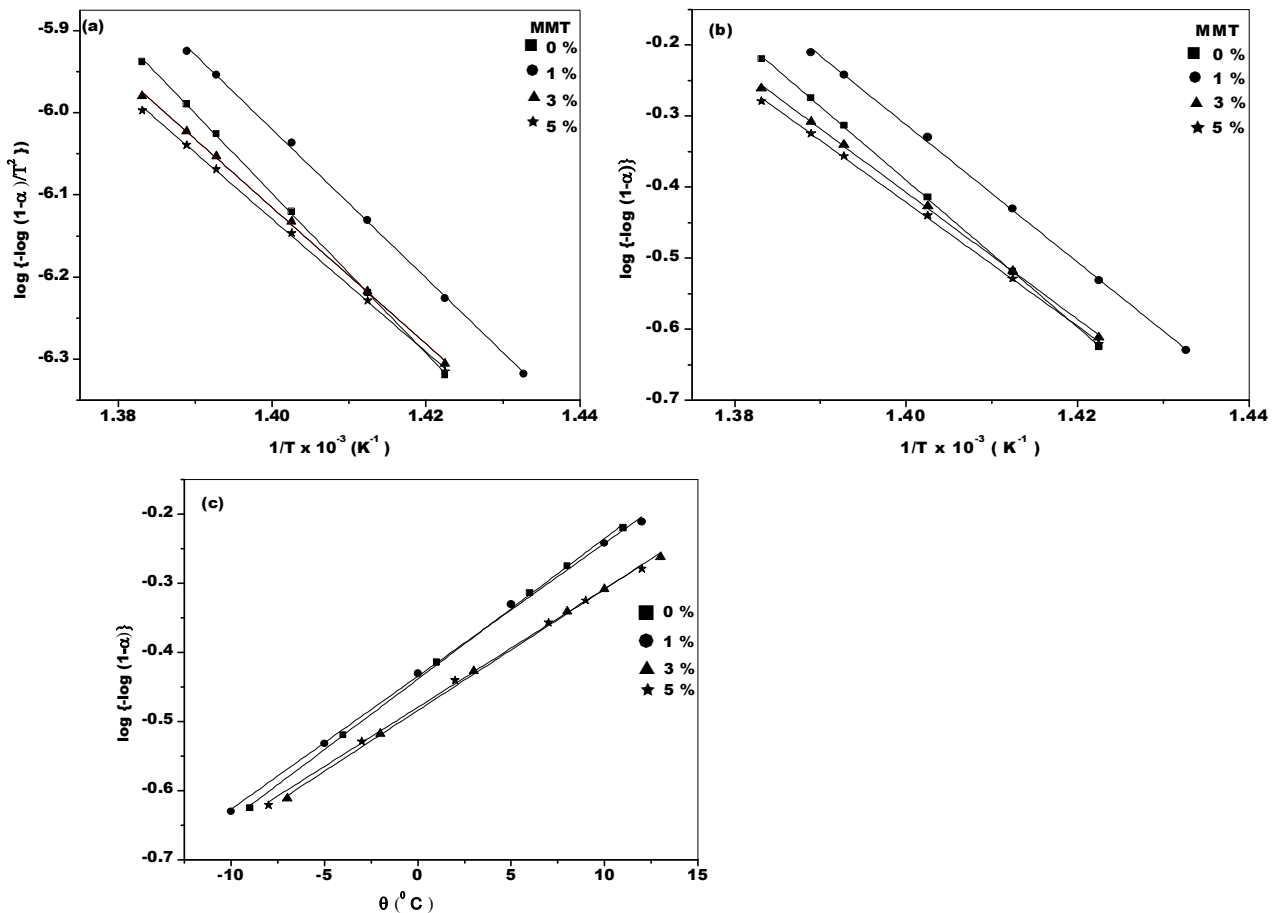 (a)
MMT
0 %
1 %
3 %
5 %
-5.9
-6.0
-6.1
-6.2
-6.3
log {-log (1-α)/T² })
1.38 1.40 1.42 1.44
1/T x 10⁻³ (K⁻¹ )
(b)
MMT
0 %
1 %
3 %
5 %
-0.2
-0.3
-0.4
-0.5
-0.6
-0.7
log {-log (1-α)}
1.38 1.40 1.42 1.44
1/T x 10⁻³ ( K⁻¹ )
(c)
0 %
1 %
3 %
5 %
-0.2
-0.3
-0.4
-0.5
-0.6
-0.7
log {-log (1-α)}
-10 -5 0 5 10 15
θ (⁰ C )